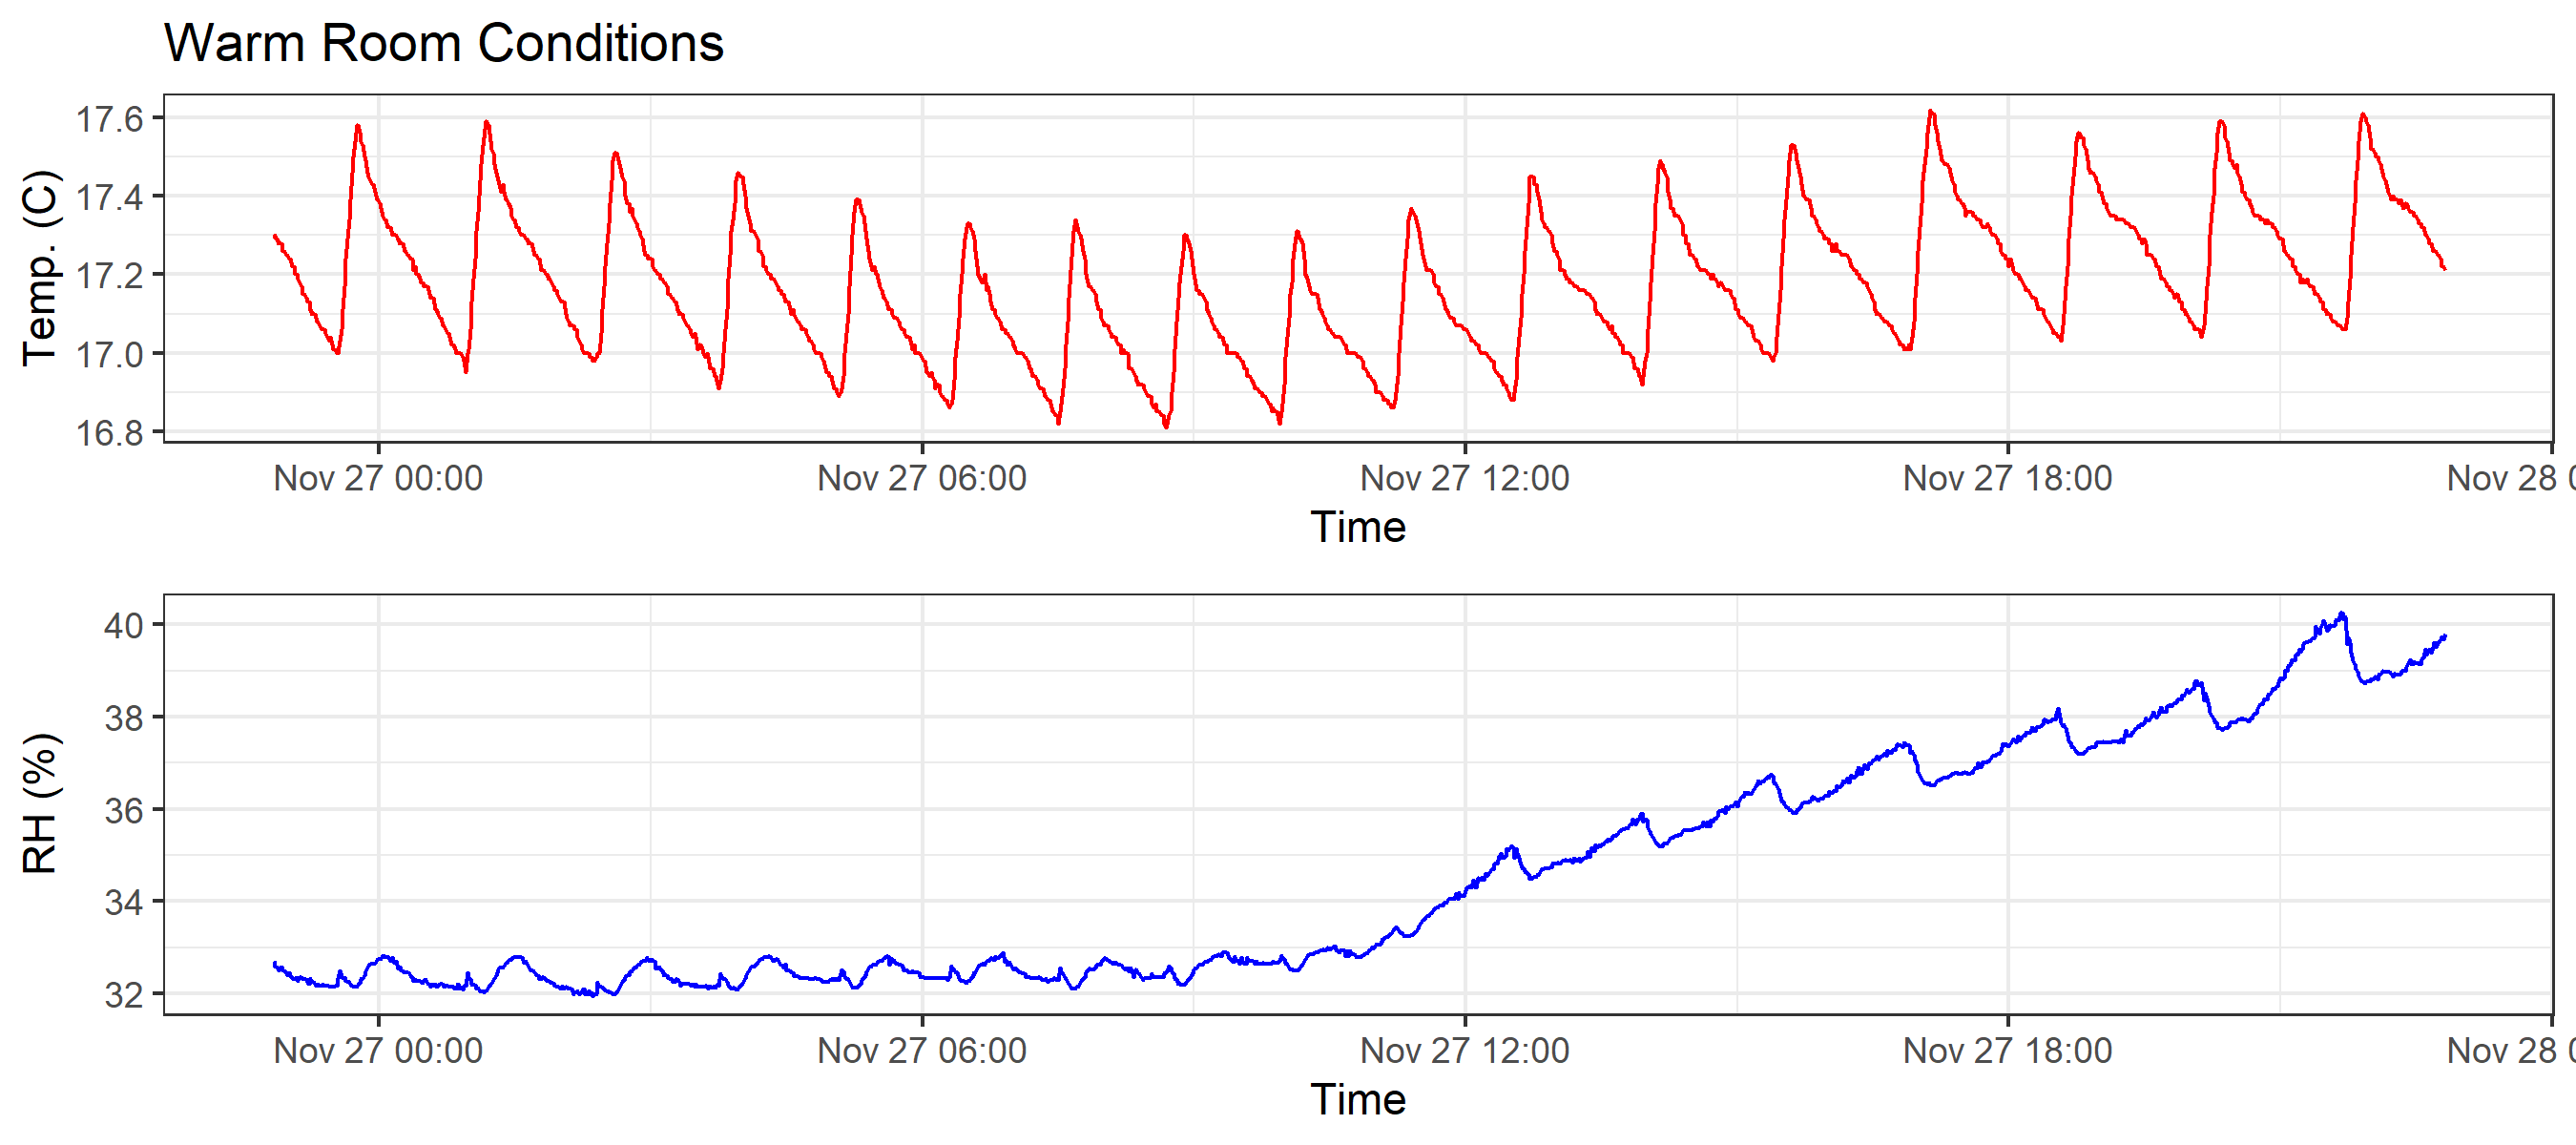 Warm Room Conditions
Temp. (C)
17.6
17.4
17.2
17.0
16.8
Nov 27 00:00 Nov 27 06:00 Nov 27 12:00 Nov 27 18:00 Nov 28 0
Time
RH (%)
40
38
36
34
32
Nov 27 00:00 Nov 27 06:00 Nov 27 12:00 Nov 27 18:00 Nov 28 0
Time